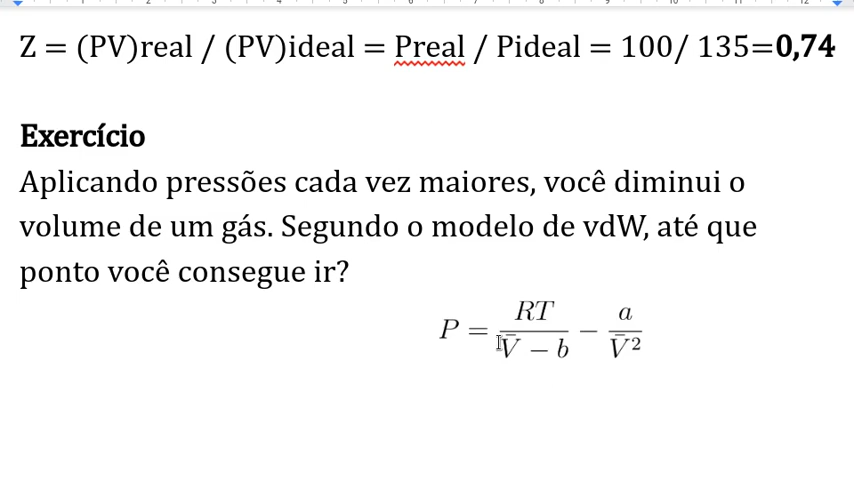 Z = (PV)real / (PV)ideal = Preal / Pideal = 100/ 135=0,74
Exercício
Aplicando pressões cada vez maiores, você diminui o
volume de um gás. Segundo o modelo de vdW, até que
ponto você consegue ir?
P = RT / (V̄ − b) − a / V̄²